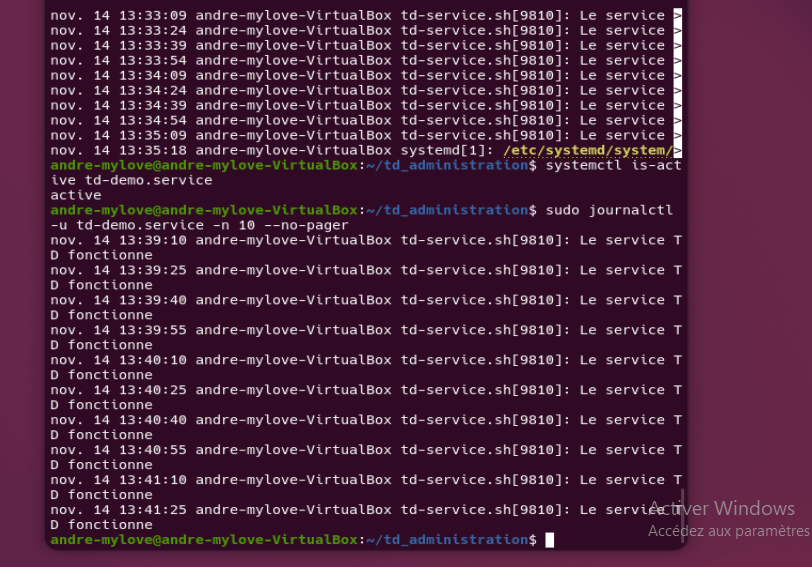 nov. 14 13:33:09 andre-mylove-VirtualBox td-service.sh[9810]: Le service >
nov. 14 13:33:24 andre-mylove-VirtualBox td-service.sh[9810]: Le service >
nov. 14 13:33:39 andre-mylove-VirtualBox td-service.sh[9810]: Le service >
nov. 14 13:33:54 andre-mylove-VirtualBox td-service.sh[9810]: Le service >
nov. 14 13:34:09 andre-mylove-VirtualBox td-service.sh[9810]: Le service >
nov. 14 13:34:24 andre-mylove-VirtualBox td-service.sh[9810]: Le service >
nov. 14 13:34:39 andre-mylove-VirtualBox td-service.sh[9810]: Le service >
nov. 14 13:34:54 andre-mylove-VirtualBox td-service.sh[9810]: Le service >
nov. 14 13:35:09 andre-mylove-VirtualBox td-service.sh[9810]: Le service >
nov. 14 13:35:18 andre-mylove-VirtualBox systemd[1]: /etc/systemd/system/>
andre-mylove@andre-mylove-VirtualBox:~/td_administration$ systemctl is-act
ive td-demo.service
active
andre-mylove@andre-mylove-VirtualBox:~/td_administration$ sudo journalctl
-u td-demo.service -n 10 --no-pager
nov. 14 13:39:10 andre-mylove-VirtualBox td-service.sh[9810]: Le service T
D fonctionne
nov. 14 13:39:25 andre-mylove-VirtualBox td-service.sh[9810]: Le service T
D fonctionne
nov. 14 13:39:40 andre-mylove-VirtualBox td-service.sh[9810]: Le service T
D fonctionne
nov. 14 13:39:55 andre-mylove-VirtualBox td-service.sh[9810]: Le service T
D fonctionne
nov. 14 13:40:10 andre-mylove-VirtualBox td-service.sh[9810]: Le service T
D fonctionne
nov. 14 13:40:25 andre-mylove-VirtualBox td-service.sh[9810]: Le service T
D fonctionne
nov. 14 13:40:40 andre-mylove-VirtualBox td-service.sh[9810]: Le service T
D fonctionne
nov. 14 13:40:55 andre-mylove-VirtualBox td-service.sh[9810]: Le service T
D fonctionne
nov. 14 13:41:10 andre-mylove-VirtualBox td-service.sh[9810]: Le service T
D fonctionne
nov. 14 13:41:25 andre-mylove-VirtualBox td-service.sh[9810]: Le service T
D fonctionne
andre-mylove@andre-mylove-VirtualBox:~/td_administration$
Activer Windows
Accédez aux paramètres